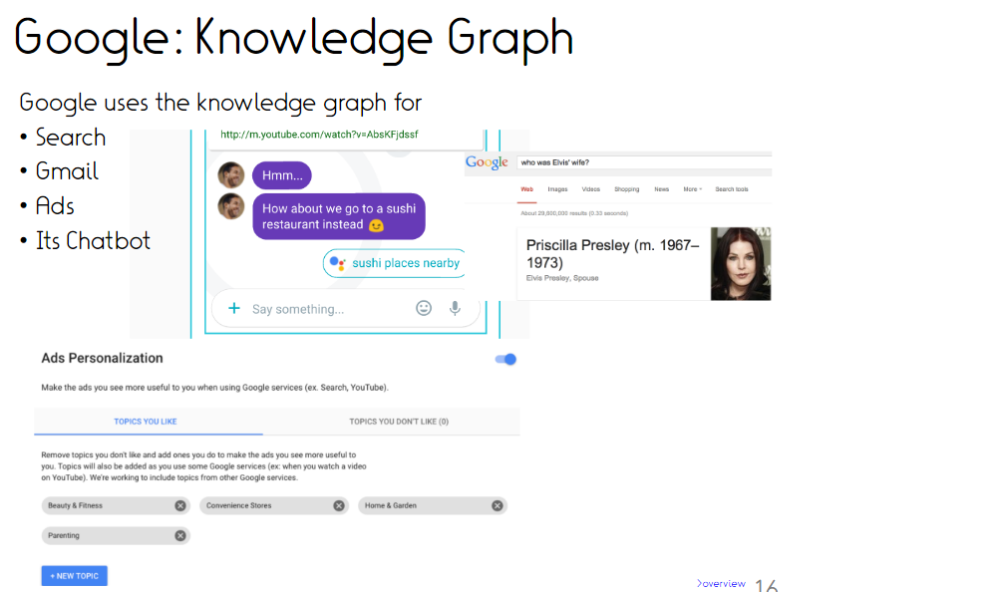 Google: Knowledge Graph
Google uses the knowledge graph for
• Search
• Gmail
• Ads
• Its Chatbot
http://m.youtube.com/watch?v=AbsKFjdssf
Hmm...
How about we go to a sushi
restaurant instead 😉
sushi places nearby
+ Say something...
Google who was Elvis' wife?
Web Images Videos Shopping News More Search tools
About 29,800,000 results (0.33 seconds)
Priscilla Presley (m. 1967–
1973)
Elvis Presley, Spouse
Ads Personalization
Make the ads you see more useful to you when using Google services (ex. Search, YouTube).
TOPICS YOU LIKE TOPICS YOU DON'T LIKE (0)
Remove topics you don't like and add ones you do to make the ads you see more useful to
you. Topics will also be added as you use some Google services (ex: when you watch a video
on YouTube). We're working to include topics from other Google services.
Beauty & Fitness Convenience Stores Home & Garden
Parenting
+ NEW TOPIC
>overview 16